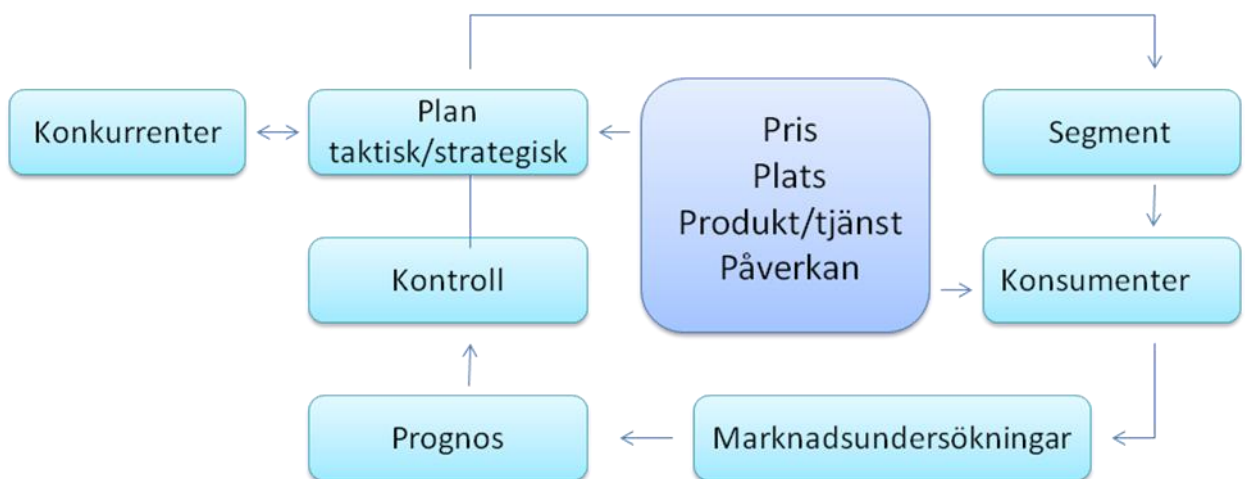 Konkurrenter
Plan
taktisk/strategisk
Pris
Plats
Produkt/tjänst
Påverkan
Segment
Kontroll
Konsumenter
Prognos
Marknadsundersökningar